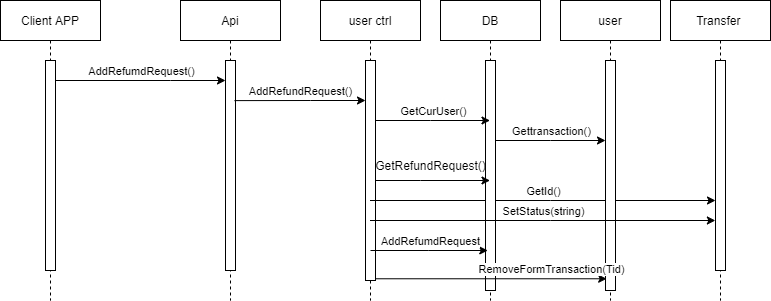 Client APP
Api
user ctrl
DB
user
Transfer
AddRefumdRequest()
AddRefundRequest()
GetCurUser()
Gettransaction()
GetRefundRequest()
GetId()
SetStatus(string)
AddRefumdRequest
RemoveFormTransaction(Tid)